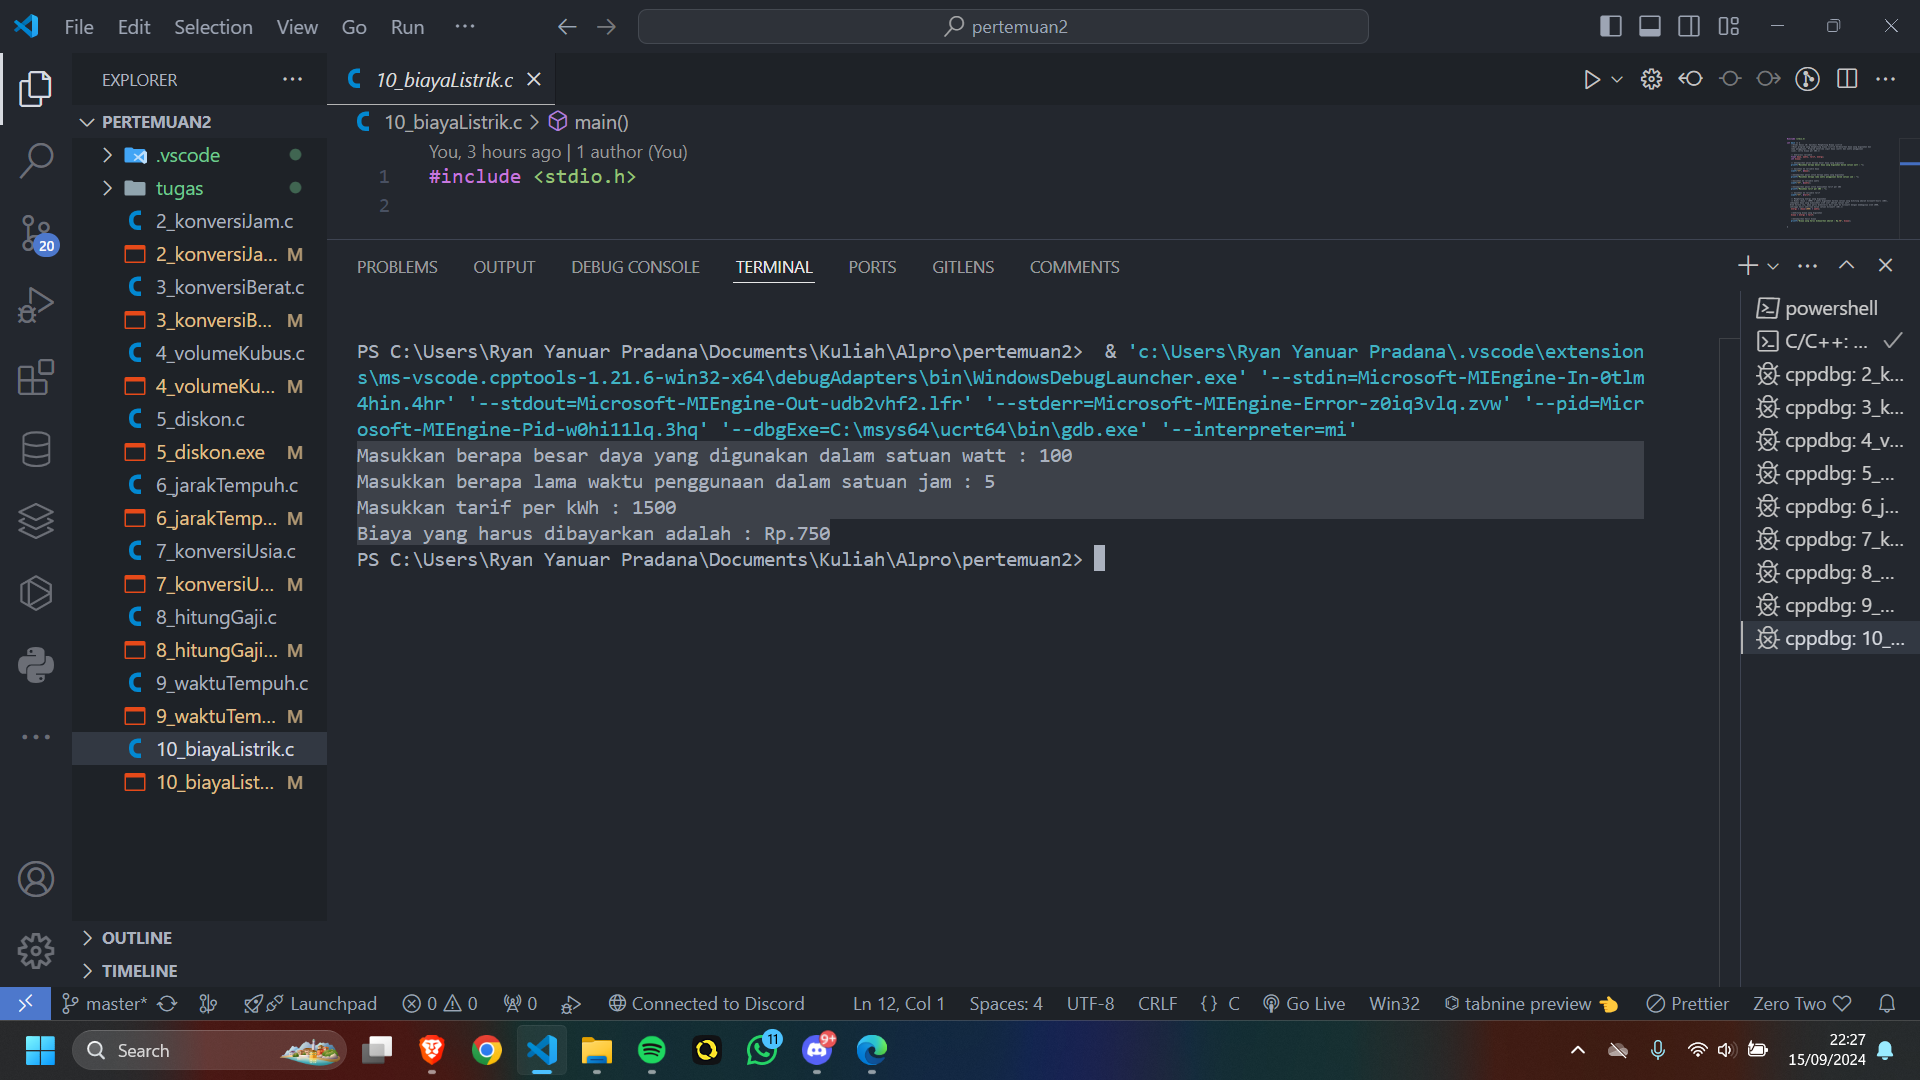 File Edit Selection View Go Run ...
pertemuan2
EXPLORER
PERTEMUAN2
.vscode
tugas
2_konversiJam.c
2_konversiJa... M
3_konversiBerat.c
3_konversiB... M
4_volumeKubus.c
4_volumeKu... M
5_diskon.c
5_diskon.exe M
6_jarakTempuh.c
6_jarakTemp... M
7_konversiUsia.c
7_konversiU... M
8_hitungGaji.c
8_hitungGaji... M
9_waktuTempuh.c
9_waktuTem... M
10_biayaListrik.c
10_biayaList... M
OUTLINE
TIMELINE
20
10_biayaListrik.c
10_biayaListrik.c > main()
You, 3 hours ago | 1 author (You)
1 #include <stdio.h>
2
PROBLEMS OUTPUT DEBUG CONSOLE TERMINAL PORTS GITLENS COMMENTS
PS C:\Users\Ryan Yanuar Pradana\Documents\Kuliah\Alpro\pertemuan2>  & 'c:\Users\Ryan Yanuar Pradana\.vscode\extension
s\ms-vscode.cpptools-1.21.6-win32-x64\debugAdapters\bin\WindowsDebugLauncher.exe' '--stdin=Microsoft-MIEngine-In-0tlm
4hin.4hr' '--stdout=Microsoft-MIEngine-Out-udb2vhf2.lfr' '--stderr=Microsoft-MIEngine-Error-z0iq3vlq.zvw' '--pid=Micr
osoft-MIEngine-Pid-w0hi11lq.3hq' '--dbgExe=C:\msys64\ucrt64\bin\gdb.exe' '--interpreter=mi'
Masukkan berapa besar daya yang digunakan dalam satuan watt : 100
Masukkan berapa lama waktu penggunaan dalam satuan jam : 5
Masukkan tarif per kWh : 1500
Biaya yang harus dibayarkan adalah : Rp.750
PS C:\Users\Ryan Yanuar Pradana\Documents\Kuliah\Alpro\pertemuan2>
powershell
C/C++: ...
cppdbg: 2_k...
cppdbg: 3_k...
cppdbg: 4_v...
cppdbg: 5_...
cppdbg: 6_j...
cppdbg: 7_k...
cppdbg: 8_...
cppdbg: 9_...
cppdbg: 10_...
master* Launchpad 0 0 0 Connected to Discord Ln 12, Col 1 Spaces: 4 UTF-8 CRLF {} C Go Live Win32 tabnine preview Prettier Zero Two
Search
11
9+
22:27
15/09/2024